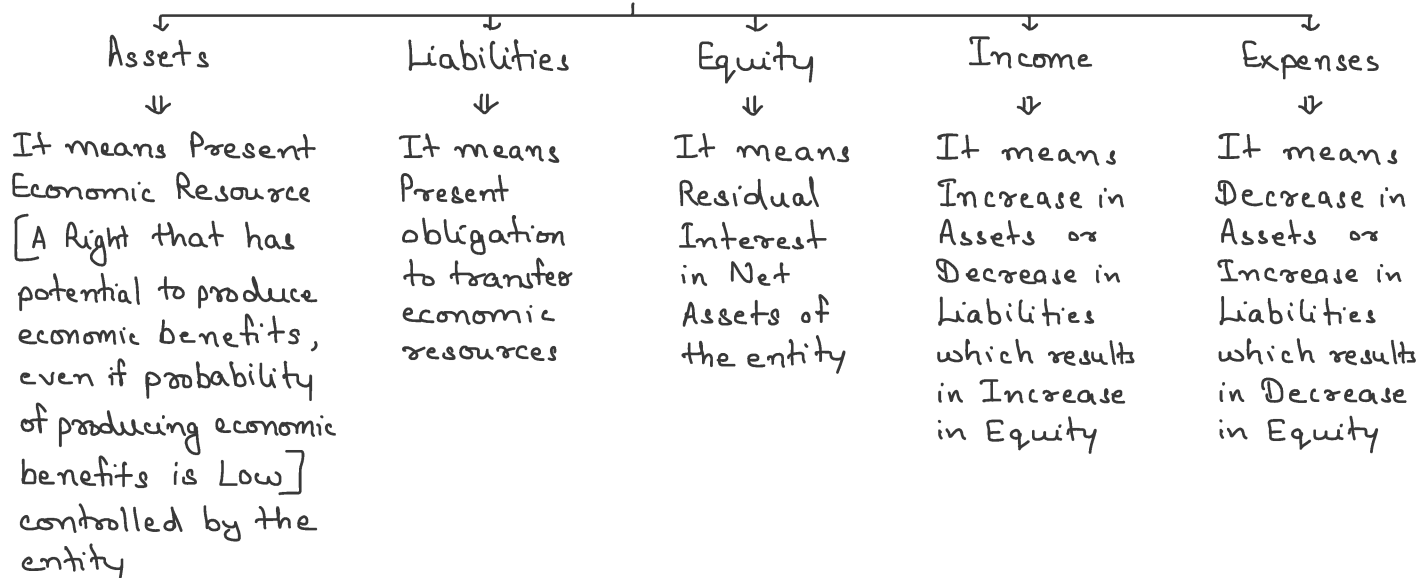 Assets
It means Present
Economic Resource
[A Right that has
potential to produce
economic benefits,
even if probability
of producing economic
benefits is Low]
controlled by the
entity
Liabilities
It means
Present
obligation
to transfer
economic
resources
Equity
It means
Residual
Interest
in Net
Assets of
the entity
Income
It means
Increase in
Assets or
Decrease in
Liabilities
which results
in Increase
in Equity
Expenses
It means
Decrease in
Assets or
Increase in
Liabilities
which results
in Decrease
in Equity